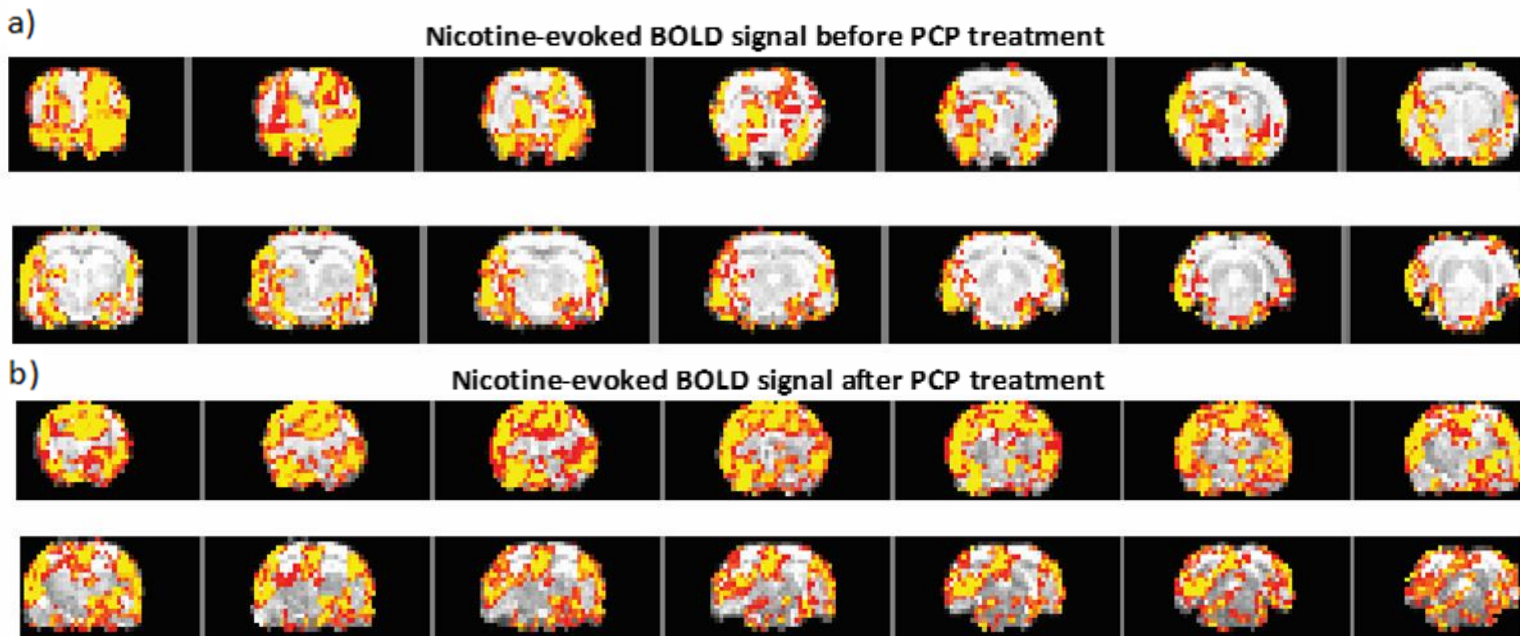 a)
Nicotine-evoked BOLD signal before PCP treatment
b)
Nicotine-evoked BOLD signal after PCP treatment